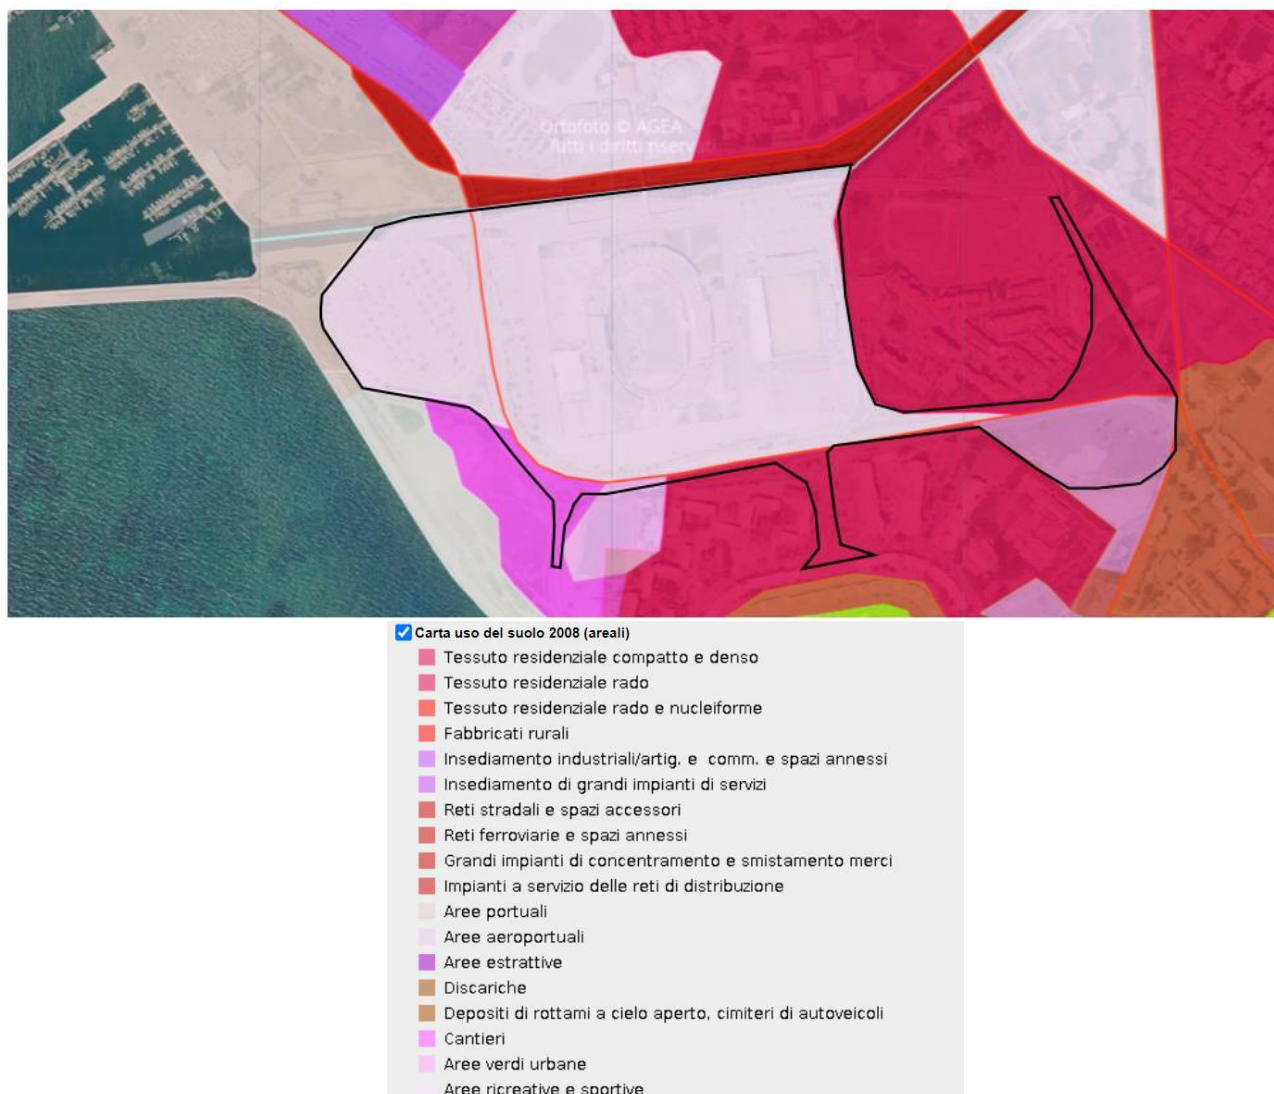 Ortofoto © AGEA
Tutti i diritti riservati
Carta uso del suolo 2008 (areali)
Tessuto residenziale compatto e denso
Tessuto residenziale rado
Tessuto residenziale rado e nucleiforme
Fabbricati rurali
Insediamento industriali/artig. e comm. e spazi annessi
Insediamento di grandi impianti di servizi
Reti stradali e spazi accessori
Reti ferroviarie e spazi annessi
Grandi impianti di concentramento e smistamento merci
Impianti a servizio delle reti di distribuzione
Aree portuali
Aree aeroportuali
Aree estrattive
Discariche
Depositi di rottami a cielo aperto, cimiteri di autoveicoli
Cantieri
Aree verdi urbane
Aree ricreative e sportive